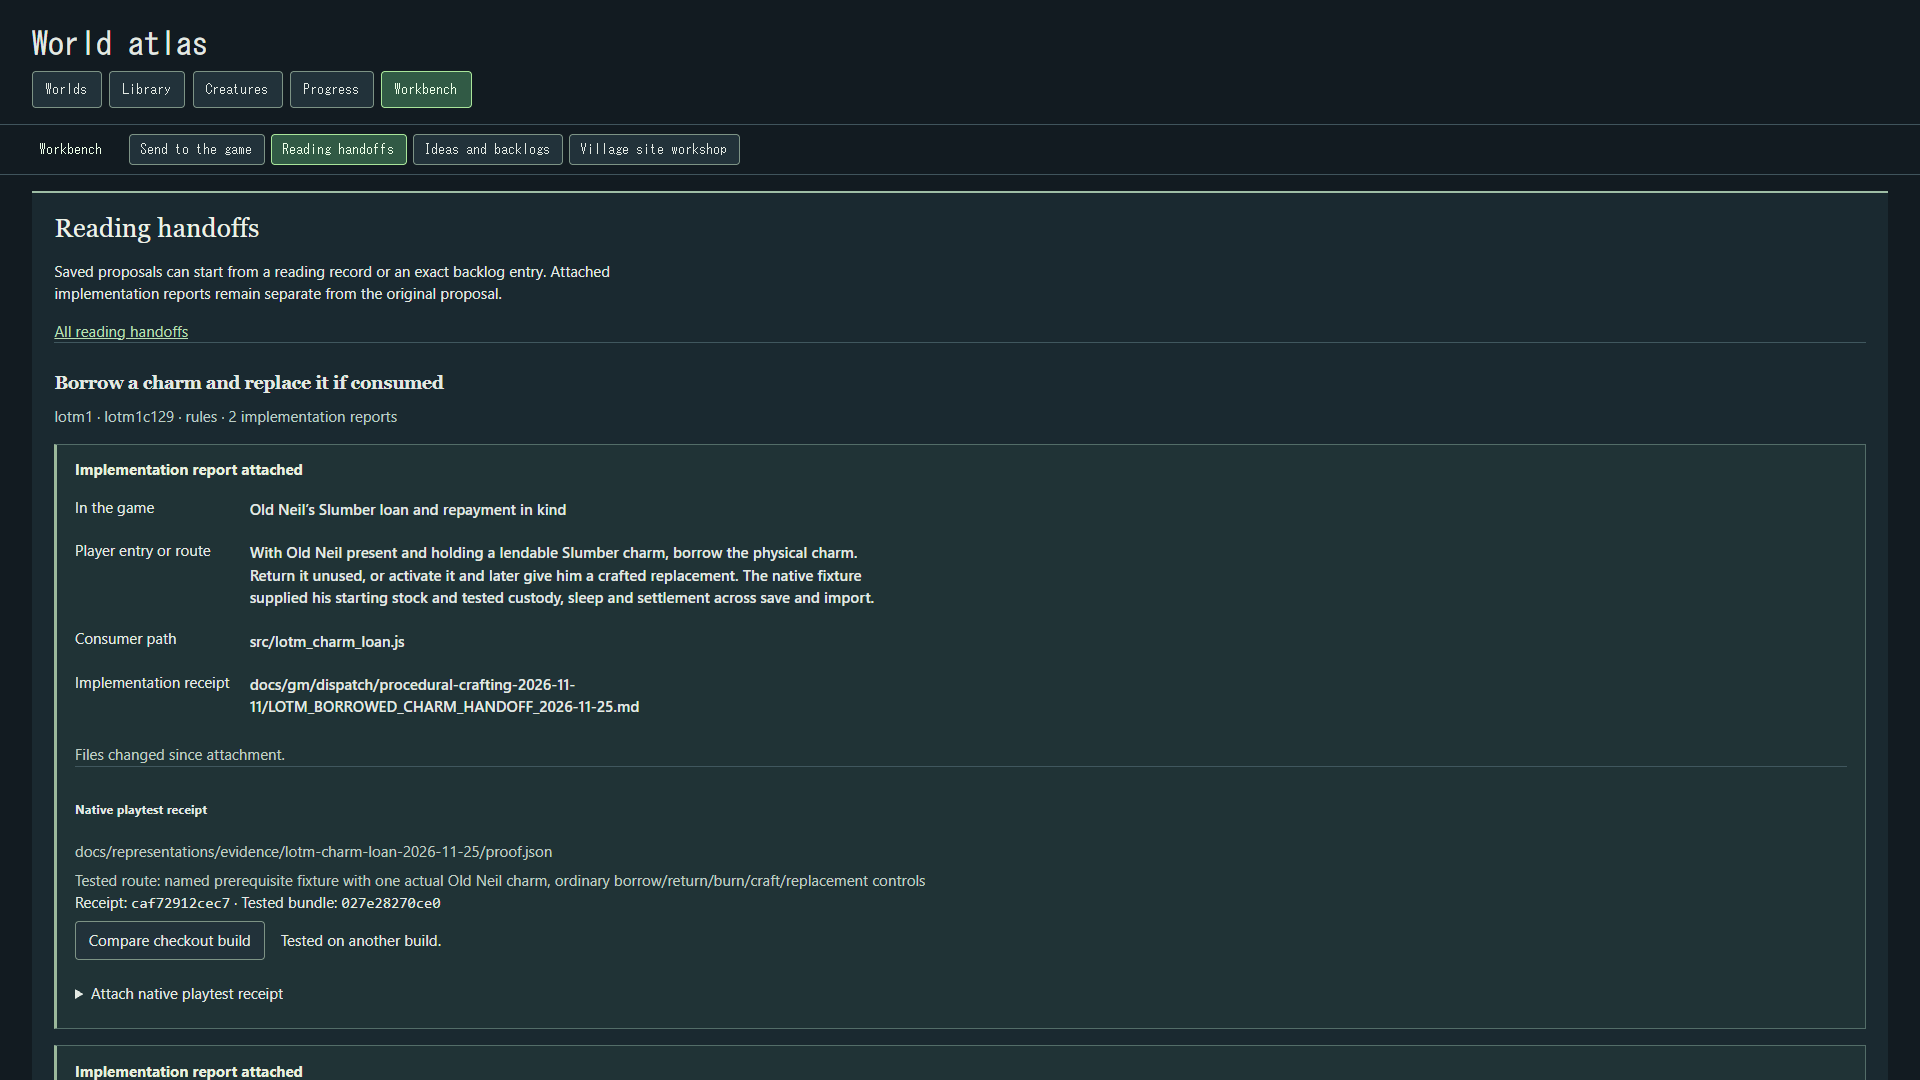 World atlas
Worlds
Library
Creatures
Progress
Workbench
Workbench
Send to the game
Reading handoffs
Ideas and backlogs
Village site workshop
Reading handoffs
Saved proposals can start from a reading record or an exact backlog entry. Attached
implementation reports remain separate from the original proposal.
All reading handoffs
Borrow a charm and replace it if consumed
lotm1 · lotm1c129 · rules · 2 implementation reports
Implementation report attached
In the game
Old Neil’s Slumber loan and repayment in kind
Player entry or route
With Old Neil present and holding a lendable Slumber charm, borrow the physical charm.
Return it unused, or activate it and later give him a crafted replacement. The native fixture
supplied his starting stock and tested custody, sleep and settlement across save and import.
Consumer path
src/lotm_charm_loan.js
Implementation receipt
docs/gm/dispatch/procedural-crafting-2026-11-
11/LOTM_BORROWED_CHARM_HANDOFF_2026-11-25.md
Files changed since attachment.
Native playtest receipt
docs/representations/evidence/lotm-charm-loan-2026-11-25/proof.json
Tested route: named prerequisite fixture with one actual Old Neil charm, ordinary borrow/return/burn/craft/replacement controls
Receipt: caf72912cec7 · Tested bundle: 027e28270ce0
Compare checkout build
Tested on another build.
Attach native playtest receipt
Implementation report attached